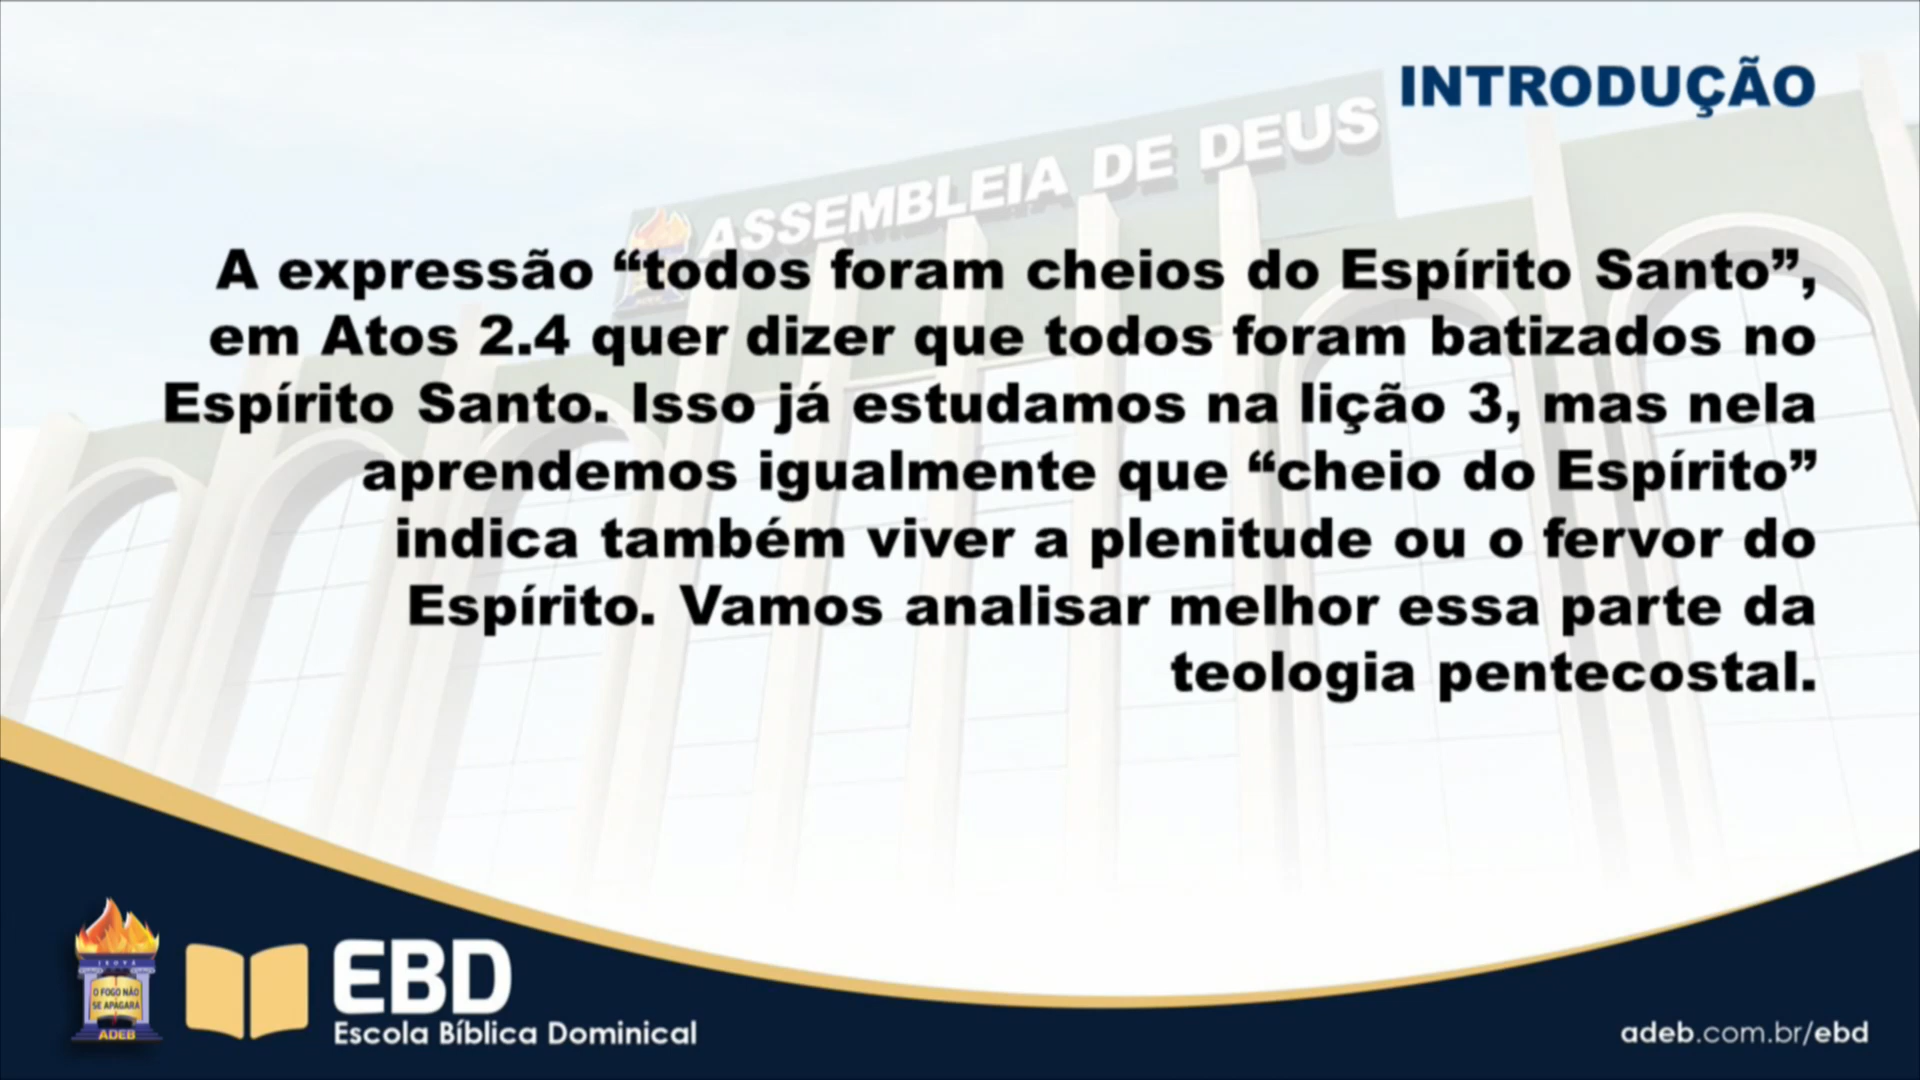 INTRODUÇÃO
ASSEMBLEIA DE DEUS
A expressão “todos foram cheios do Espírito Santo”,
em Atos 2.4 quer dizer que todos foram batizados no
Espírito Santo. Isso já estudamos na lição 3, mas nela
aprendemos igualmente que “cheio do Espírito”
indica também viver a plenitude ou o fervor do
Espírito. Vamos analisar melhor essa parte da
teologia pentecostal.
JEOVÁ
O FOGO NÃO
SE APAGARÁ
ADEB
EBD
Escola Bíblica Dominical
adeb.com.br/ebd